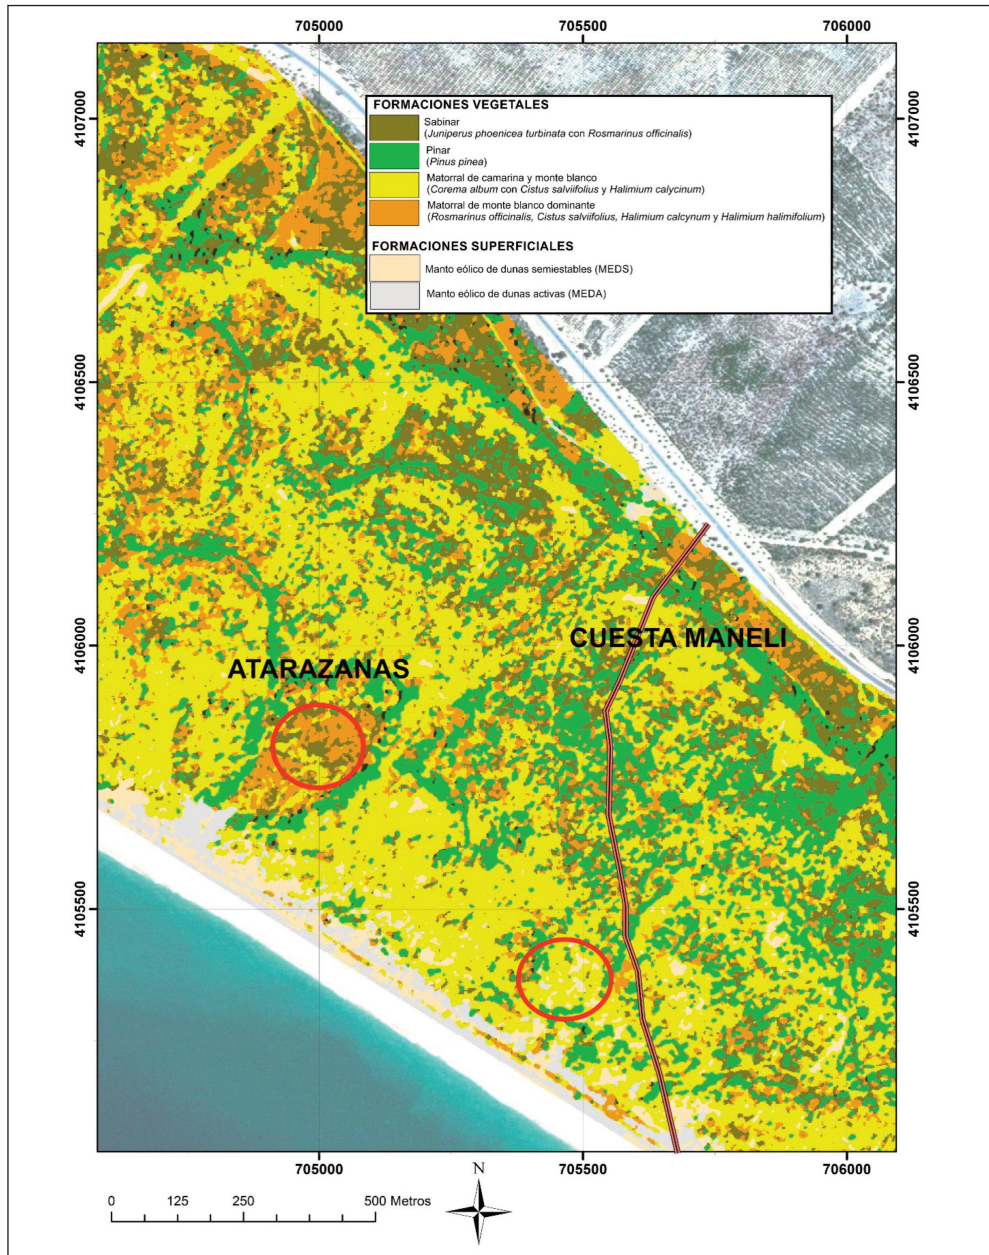 705000 705500 706000
4107000
4107000
FORMACIONES VEGETALES
Sabinar
(Juniperus phoenicea turbinata con Rosmarinus officinalis)
Pinar
(Pinus pinea)
Matorral de camarina y monte blanco
(Corema album con Cistus salviifolius y Halimium calycinum)
Matorral de monte blanco dominante
(Rosmarinus officinalis, Cistus salviifolius, Halimium calcynum y Halimium halimifolium)
FORMACIONES SUPERFICIALES
Manto eólico de dunas semiestables (MEDS)
Manto eólico de dunas activas (MEDA)
4106500
4106500
4106000
4106000
CUESTA MANELI
ATARAZANAS
4105500
4105500
705000 705500 706000
N
0 125 250 500 Metros